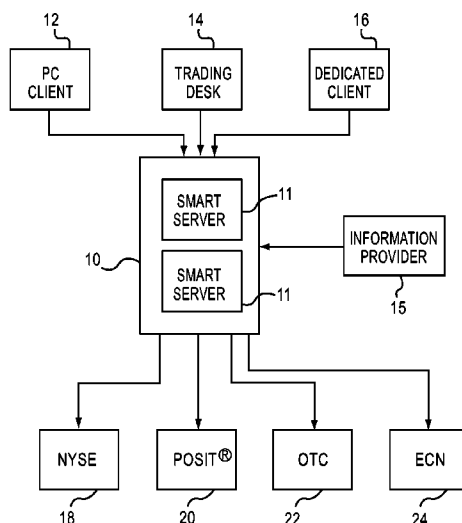 12
14
16
PC
CLIENT
TRADING
DESK
DEDICATED
CLIENT
SMART
SERVER
11
10
INFORMATION
PROVIDER
15
SMART
SERVER
11
NYSE
POSIT®
OTC
ECN
18
20
22
24